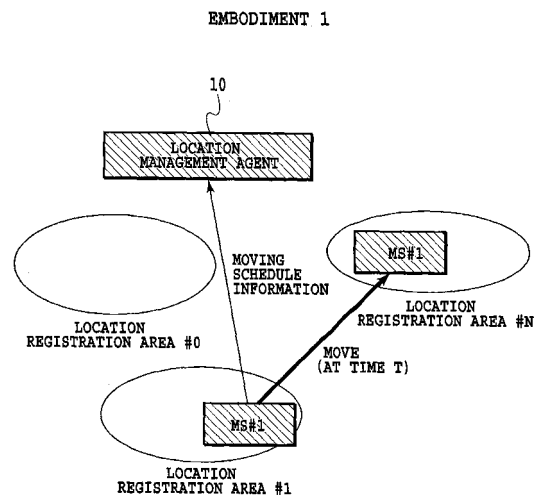 EMBODIMENT 1
10
LOCATION
MANAGEMENT AGENT
MS#1
MOVING
SCHEDULE
INFORMATION
LOCATION
REGISTRATION AREA #N
LOCATION
REGISTRATION AREA #0
MOVE
(AT TIME T)
MS#1
LOCATION
REGISTRATION AREA #1